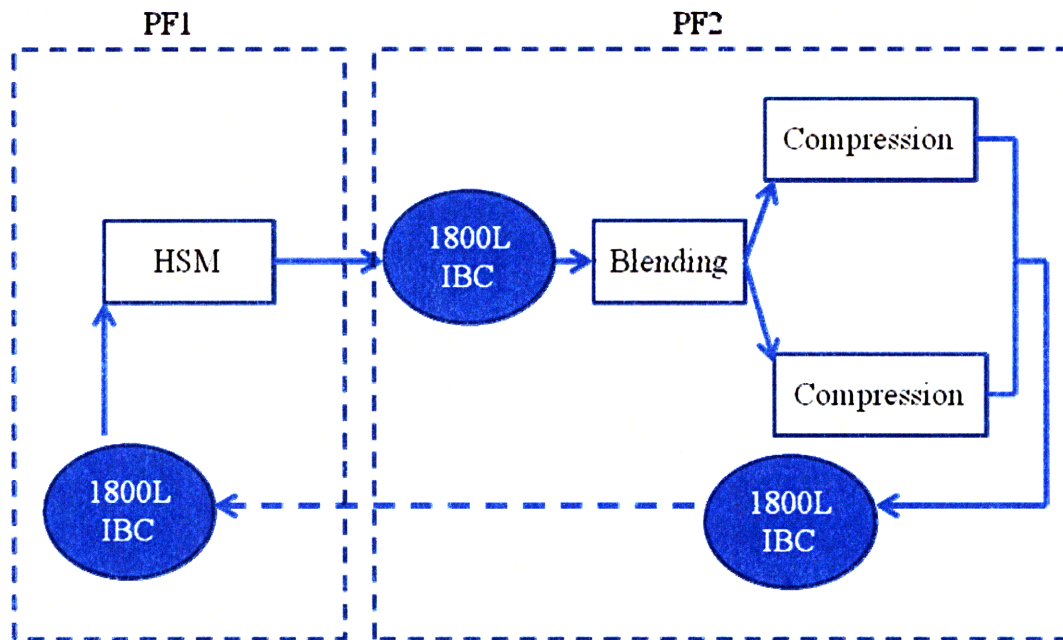 PF1
PF2
Compression
HSM
1800L
IBC
Blending
Compression
1800L
IBC
1800L
IBC